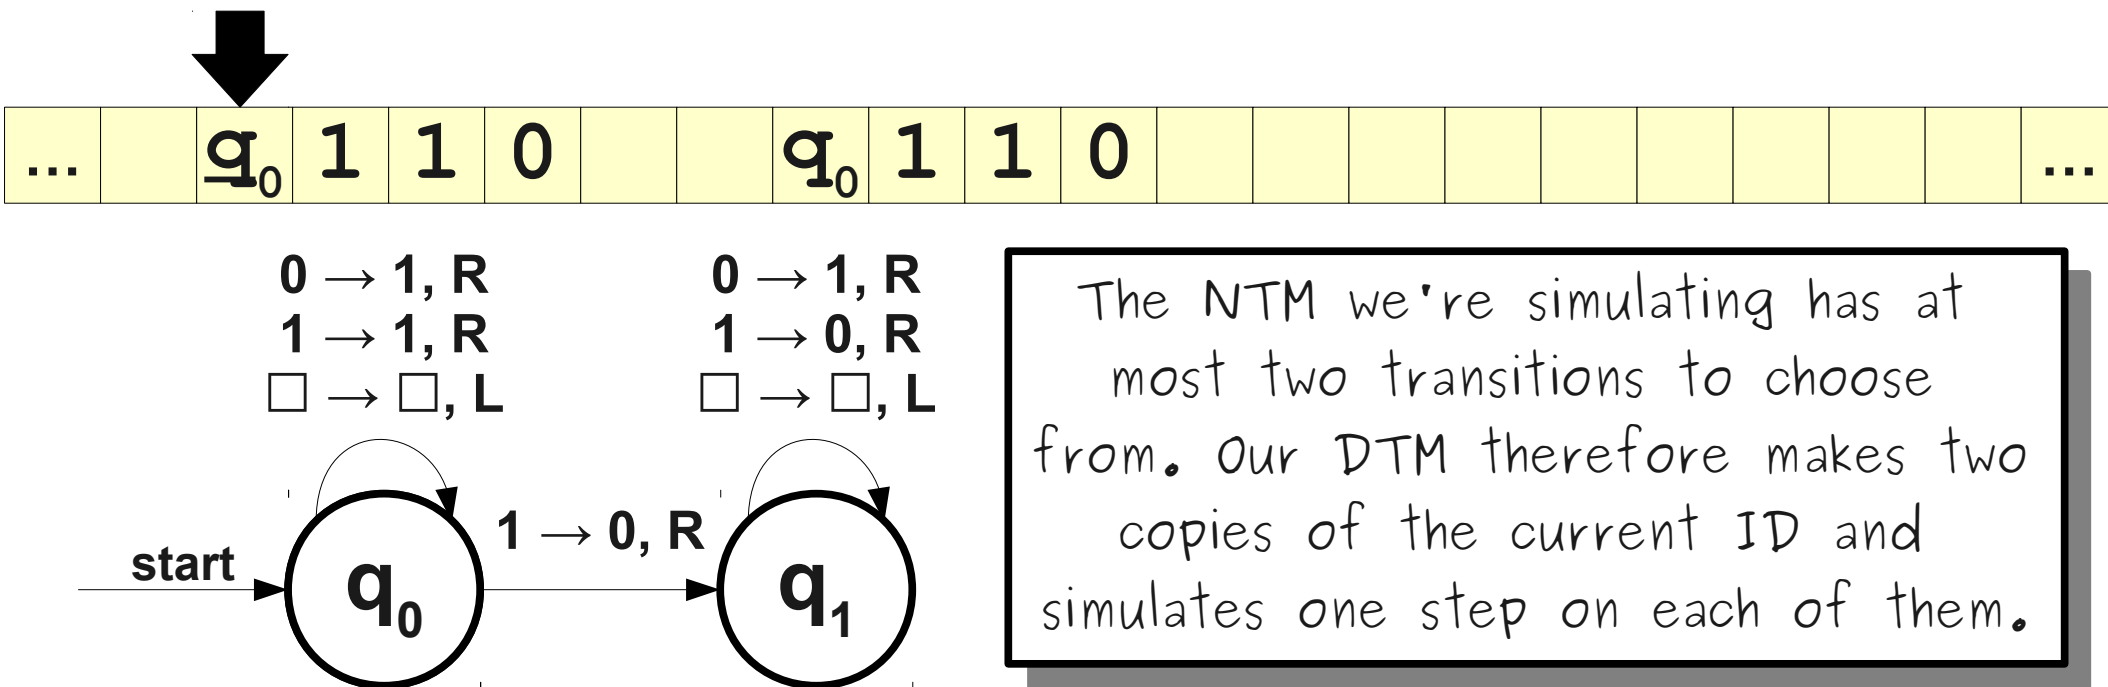 ... q₀ 1 1 0 q₀ 1 1 0 ...
0 → 1, R
1 → 1, R
□ → □, L
0 → 1, R
1 → 0, R
□ → □, L
start
q₀
1 → 0, R
q₁
The NTM we're simulating has at
most two transitions to choose
from. Our DTM therefore makes two
copies of the current ID and
simulates one step on each of them.